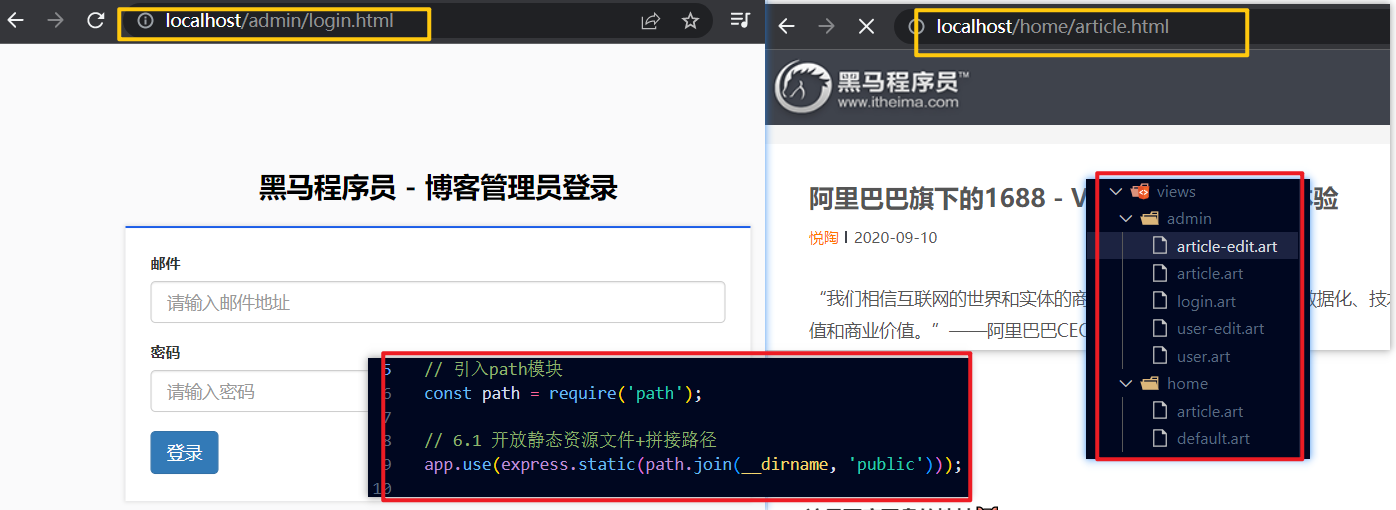 localhost/admin/login.html
黑马程序员 - 博客管理员登录
邮件
请输入邮件地址
密码
请输入密码
登录
5 // 引入path模块
6 const path = require('path');
7
8 // 6.1 开放静态资源文件+拼接路径
9 app.use(express.static(path.join(__dirname, 'public')));
10
localhost/home/article.html
黑马程序员™
www.itheima.com
阿里巴巴旗下的1688 - V 验
悦陶 | 2020-09-10
“我们相信互联网的世界和实体的商 数据化、技
值和商业价值。”——阿里巴巴CEO
views
admin
article-edit.art
article.art
login.art
user-edit.art
user.art
home
article.art
default.art